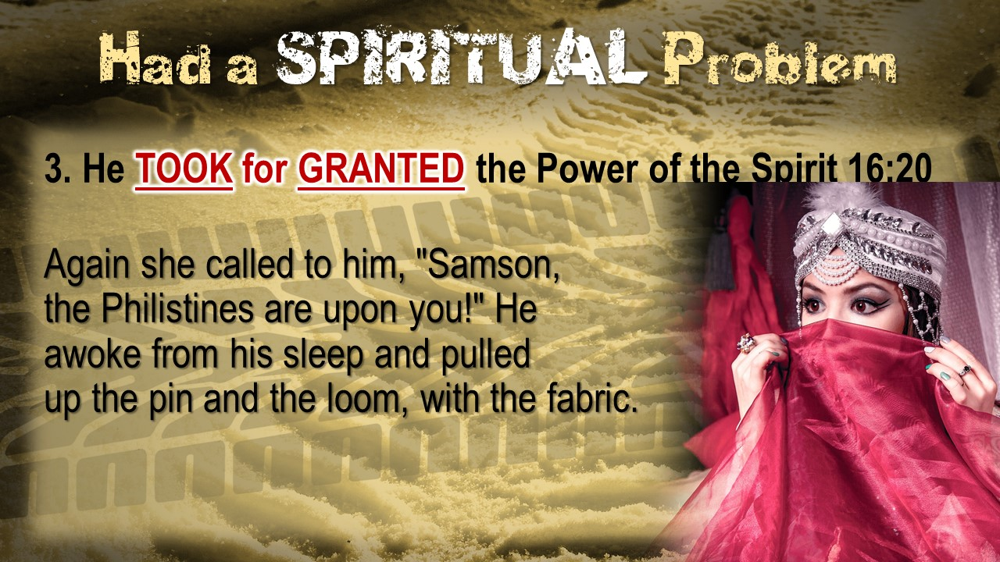 Had a SPIRITUAL Problem
3. He TOOK for GRANTED the Power of the Spirit 16:20
Again she called to him, "Samson,
the Philistines are upon you!" He
awoke from his sleep and pulled
up the pin and the loom, with the fabric.